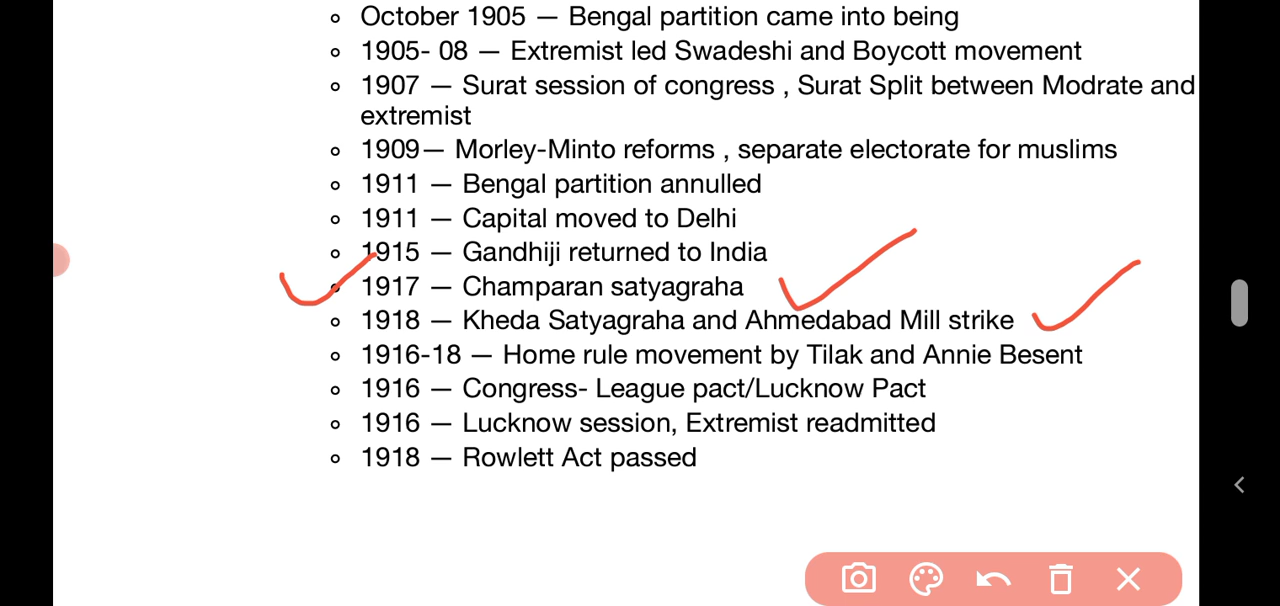 October 1905 — Bengal partition came into being
1905- 08 — Extremist led Swadeshi and Boycott movement
1907 — Surat session of congress , Surat Split between Modrate and
extremist
1909— Morley-Minto reforms , separate electorate for muslims
1911 — Bengal partition annulled
1911 — Capital moved to Delhi
1915 — Gandhiji returned to India
1917 — Champaran satyagraha
1918 — Kheda Satyagraha and Ahmedabad Mill strike
1916-18 — Home rule movement by Tilak and Annie Besent
1916 — Congress- League pact/Lucknow Pact
1916 — Lucknow session, Extremist readmitted
1918 — Rowlett Act passed